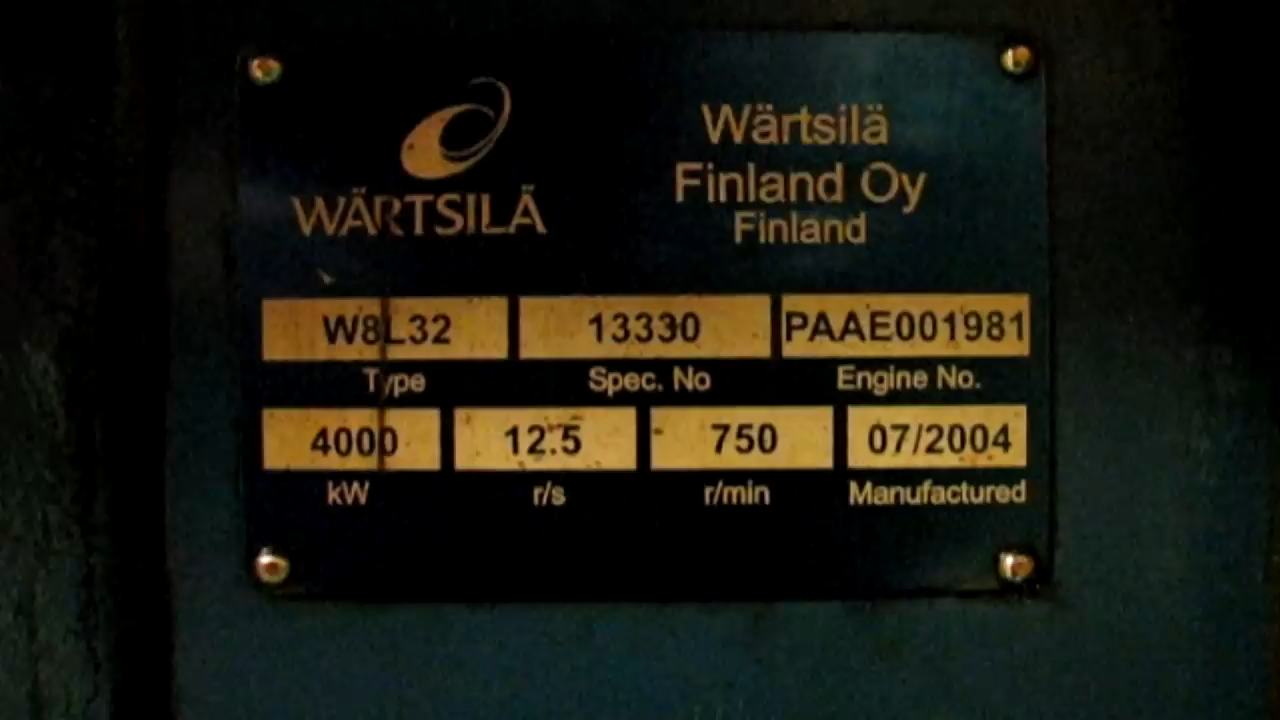 WÄRTSILÄ
Wärtsilä
Finland Oy
Finland
W8L32 13330 PAAE001981
Type Spec. No Engine No.
4000 12.5 750 07/2004
kW r/s r/min Manufactured